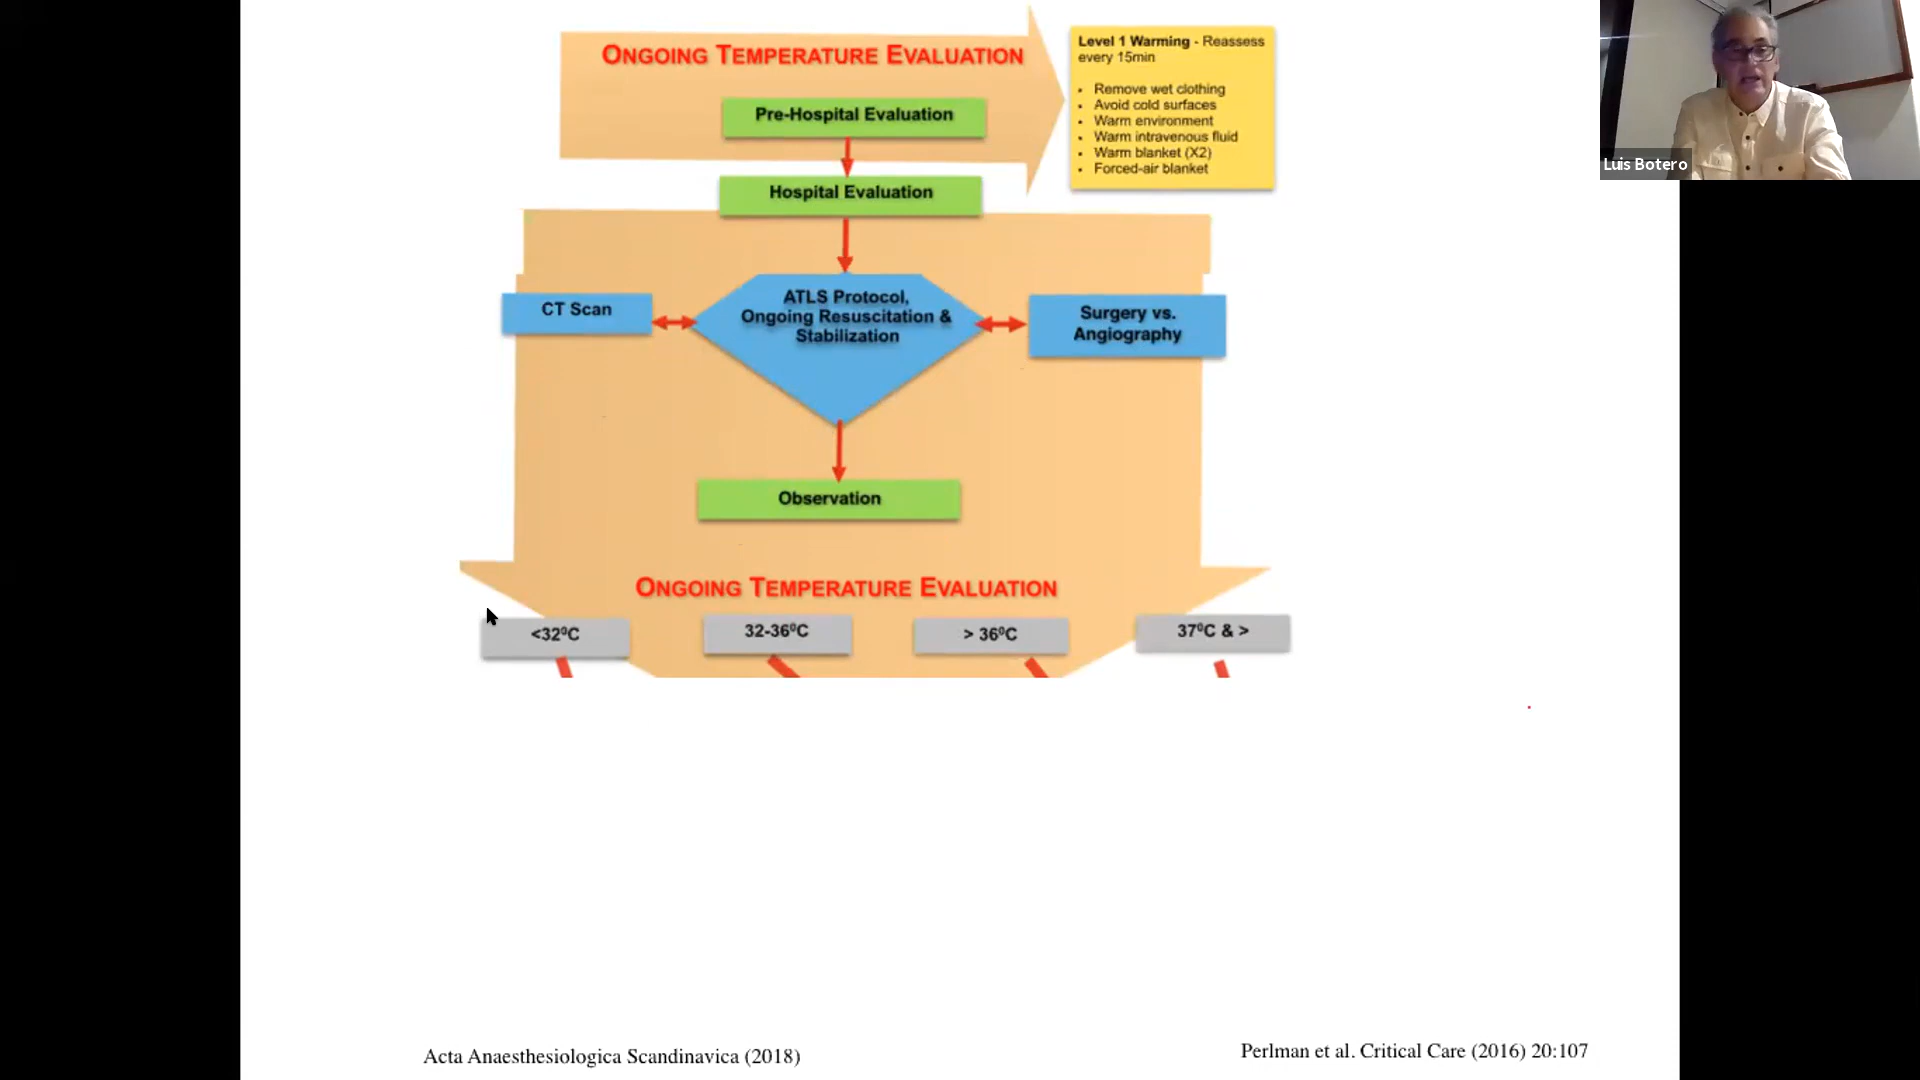 ONGOING TEMPERATURE EVALUATION
Pre-Hospital Evaluation
Hospital Evaluation
Level 1 Warming - Reassess
every 15min
• Remove wet clothing
• Avoid cold surfaces
• Warm environment
• Warm intravenous fluid
• Warm blanket (X2)
• Forced-air blanket
Luis Botero
CT Scan
ATLS Protocol,
Ongoing Resuscitation &
Stabilization
Surgery vs.
Angiography
Observation
ONGOING TEMPERATURE EVALUATION
<32⁰C
32-36⁰C
> 36⁰C
37⁰C & >
Acta Anaesthesiologica Scandinavica (2018)
Perlman et al. Critical Care (2016) 20:107